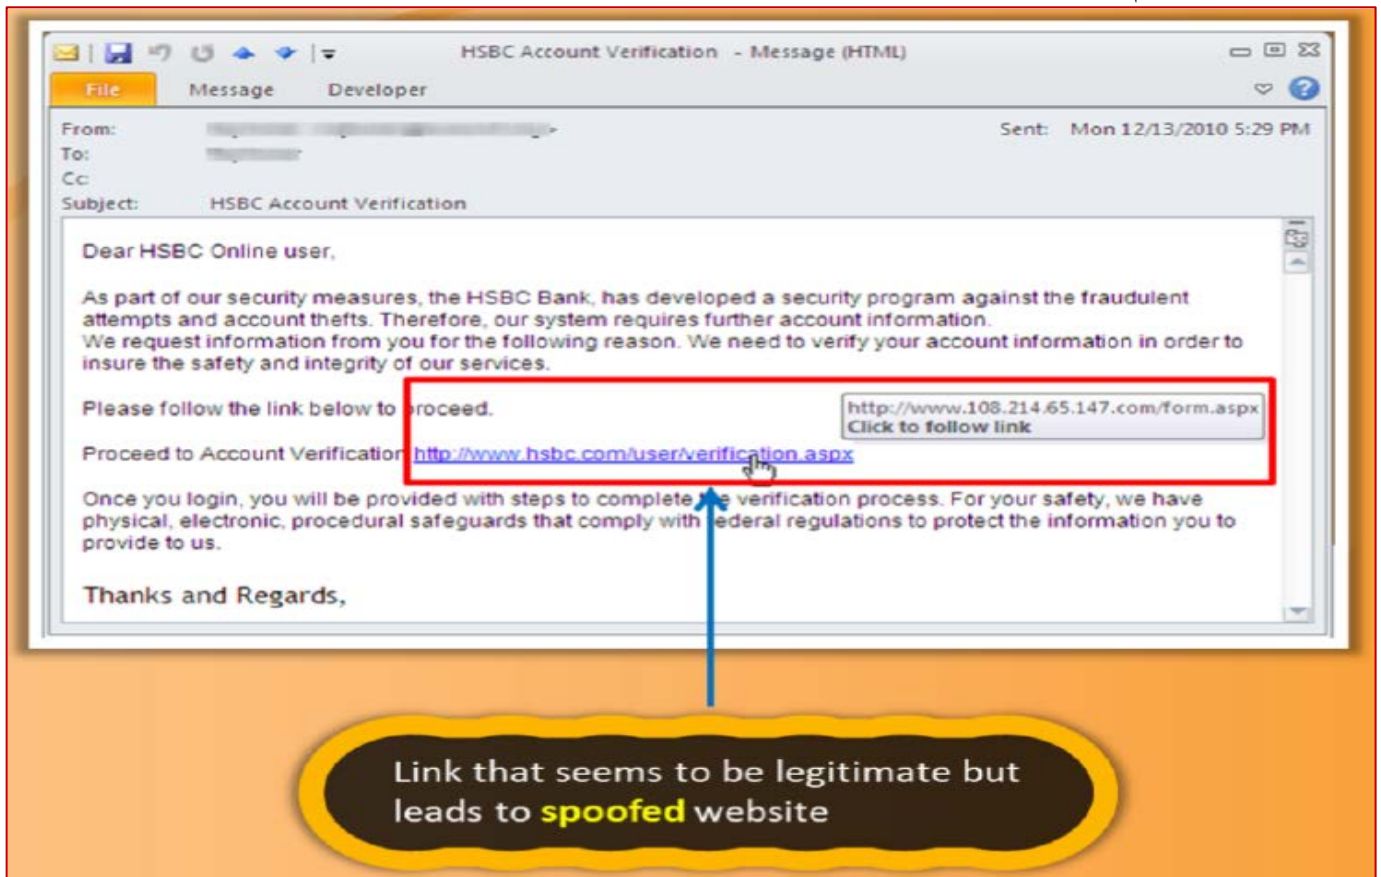 HSBC Account Verification - Message (HTML)
File Message Developer
From: Sent: Mon 12/13/2010 5:29 PM
To:
Cc:
Subject: HSBC Account Verification
Dear HSBC Online user,
As part of our security measures, the HSBC Bank, has developed a security program against the fraudulent
attempts and account thefts. Therefore, our system requires further account information.
We request information from you for the following reason. We need to verify your account information in order to
insure the safety and integrity of our services.
Please follow the link below to proceed.
http://www.108.214.65.147.com/form.aspx
Click to follow link
Proceed to Account Verification http://www.hsbc.com/user/verification.aspx
Once you login, you will be provided with steps to complete the verification process. For your safety, we have
physical, electronic, procedural safeguards that comply with federal regulations to protect the information you to
provide to us.
Thanks and Regards,
Link that seems to be legitimate but
leads to spoofed website